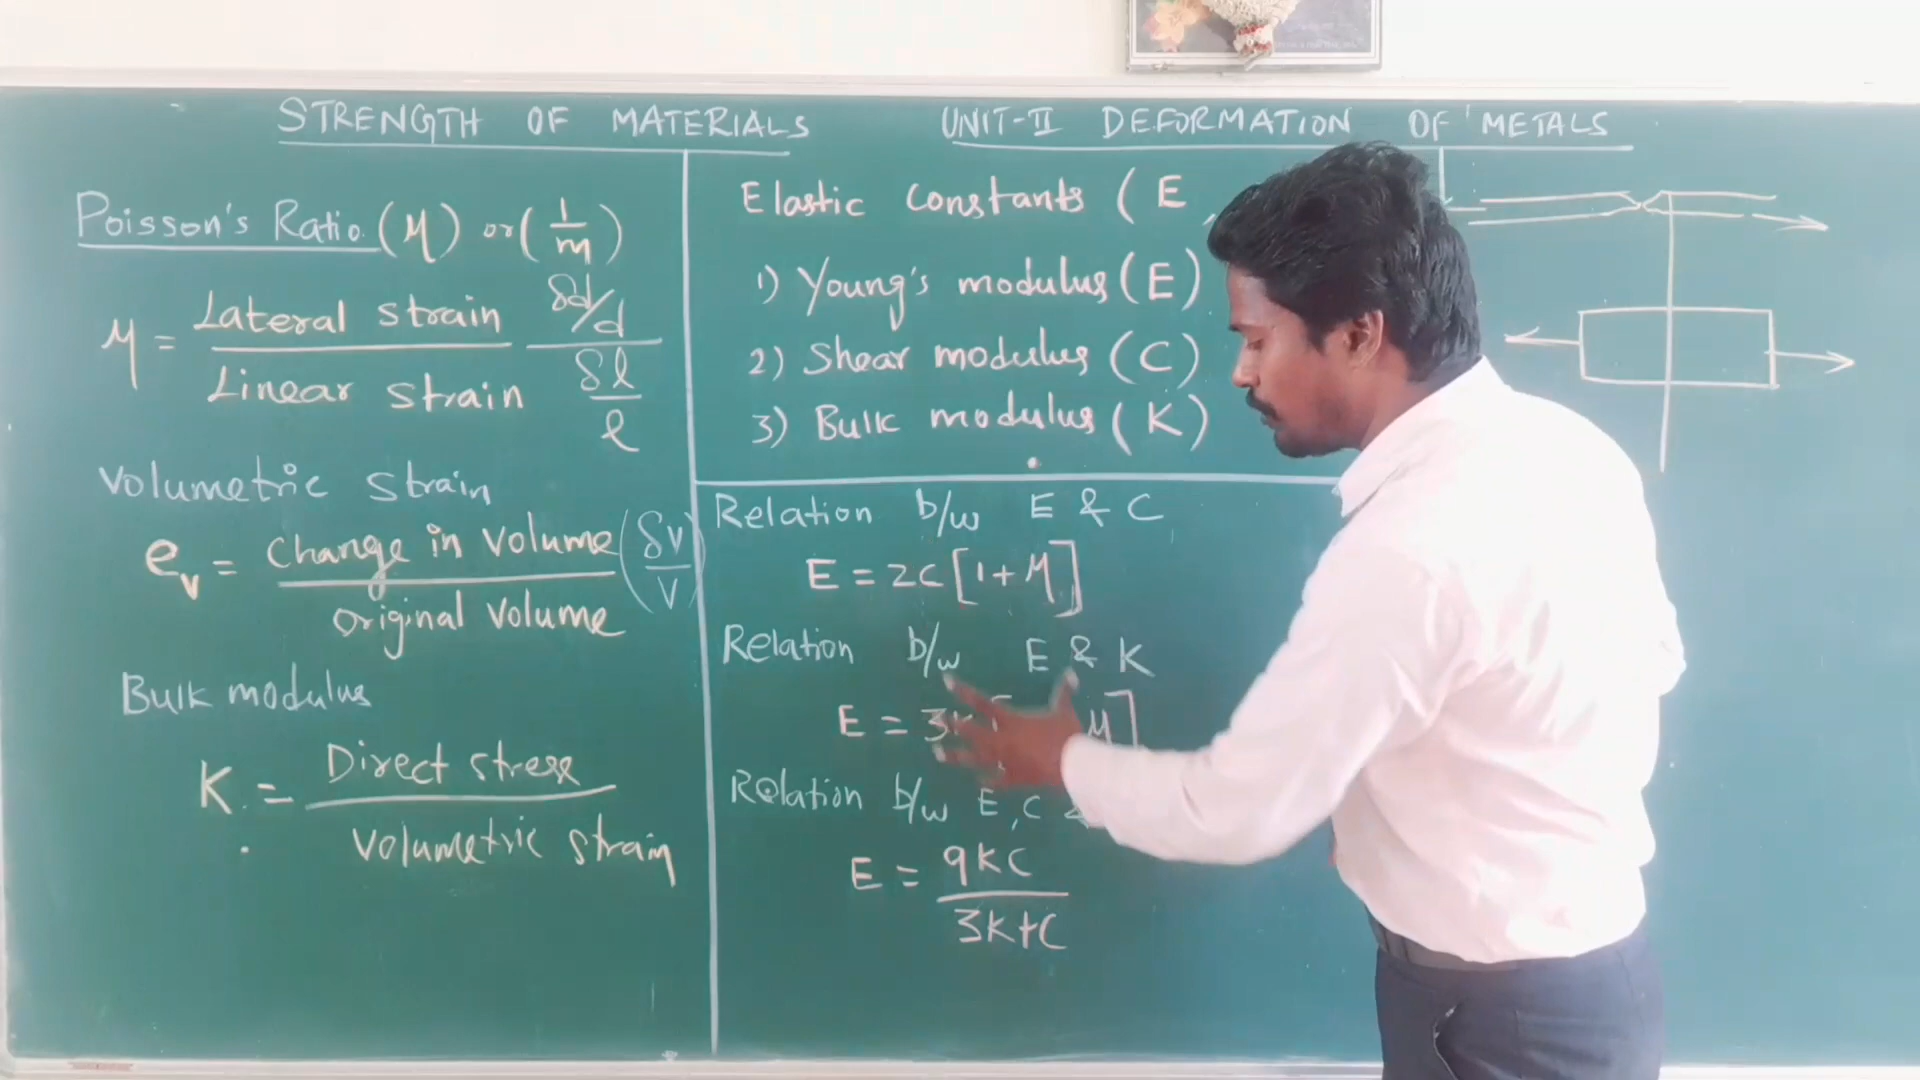 STRENGTH OF MATERIALS
UNIT-II DEFORMATION OF METALS
Poisson's Ratio (μ) or (1/m)
μ = Lateral strain / Linear strain
δd/d / δl/l
Volumetric strain
e_v = Change in volume / original volume (δV/V)
Bulk modulus
K = Direct stress / volumetric strain
Elastic Constants (E,
1) Young's modulus (E)
2) Shear modulus (C)
3) Bulk modulus (K)
Relation b/w E & C
E = 2C [1+μ]
Relation b/w E & K
E = 3K [ μ]
Relation b/w E, C &
E = 9KC / 3K+C